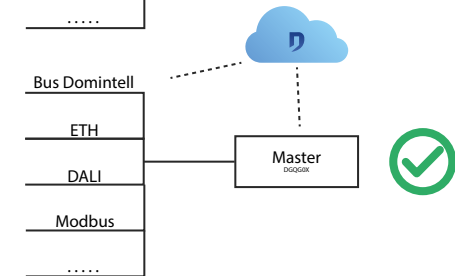 .....
Bus Domintell
ETH
DALI
Modbus
.....
Master
DGQG0X